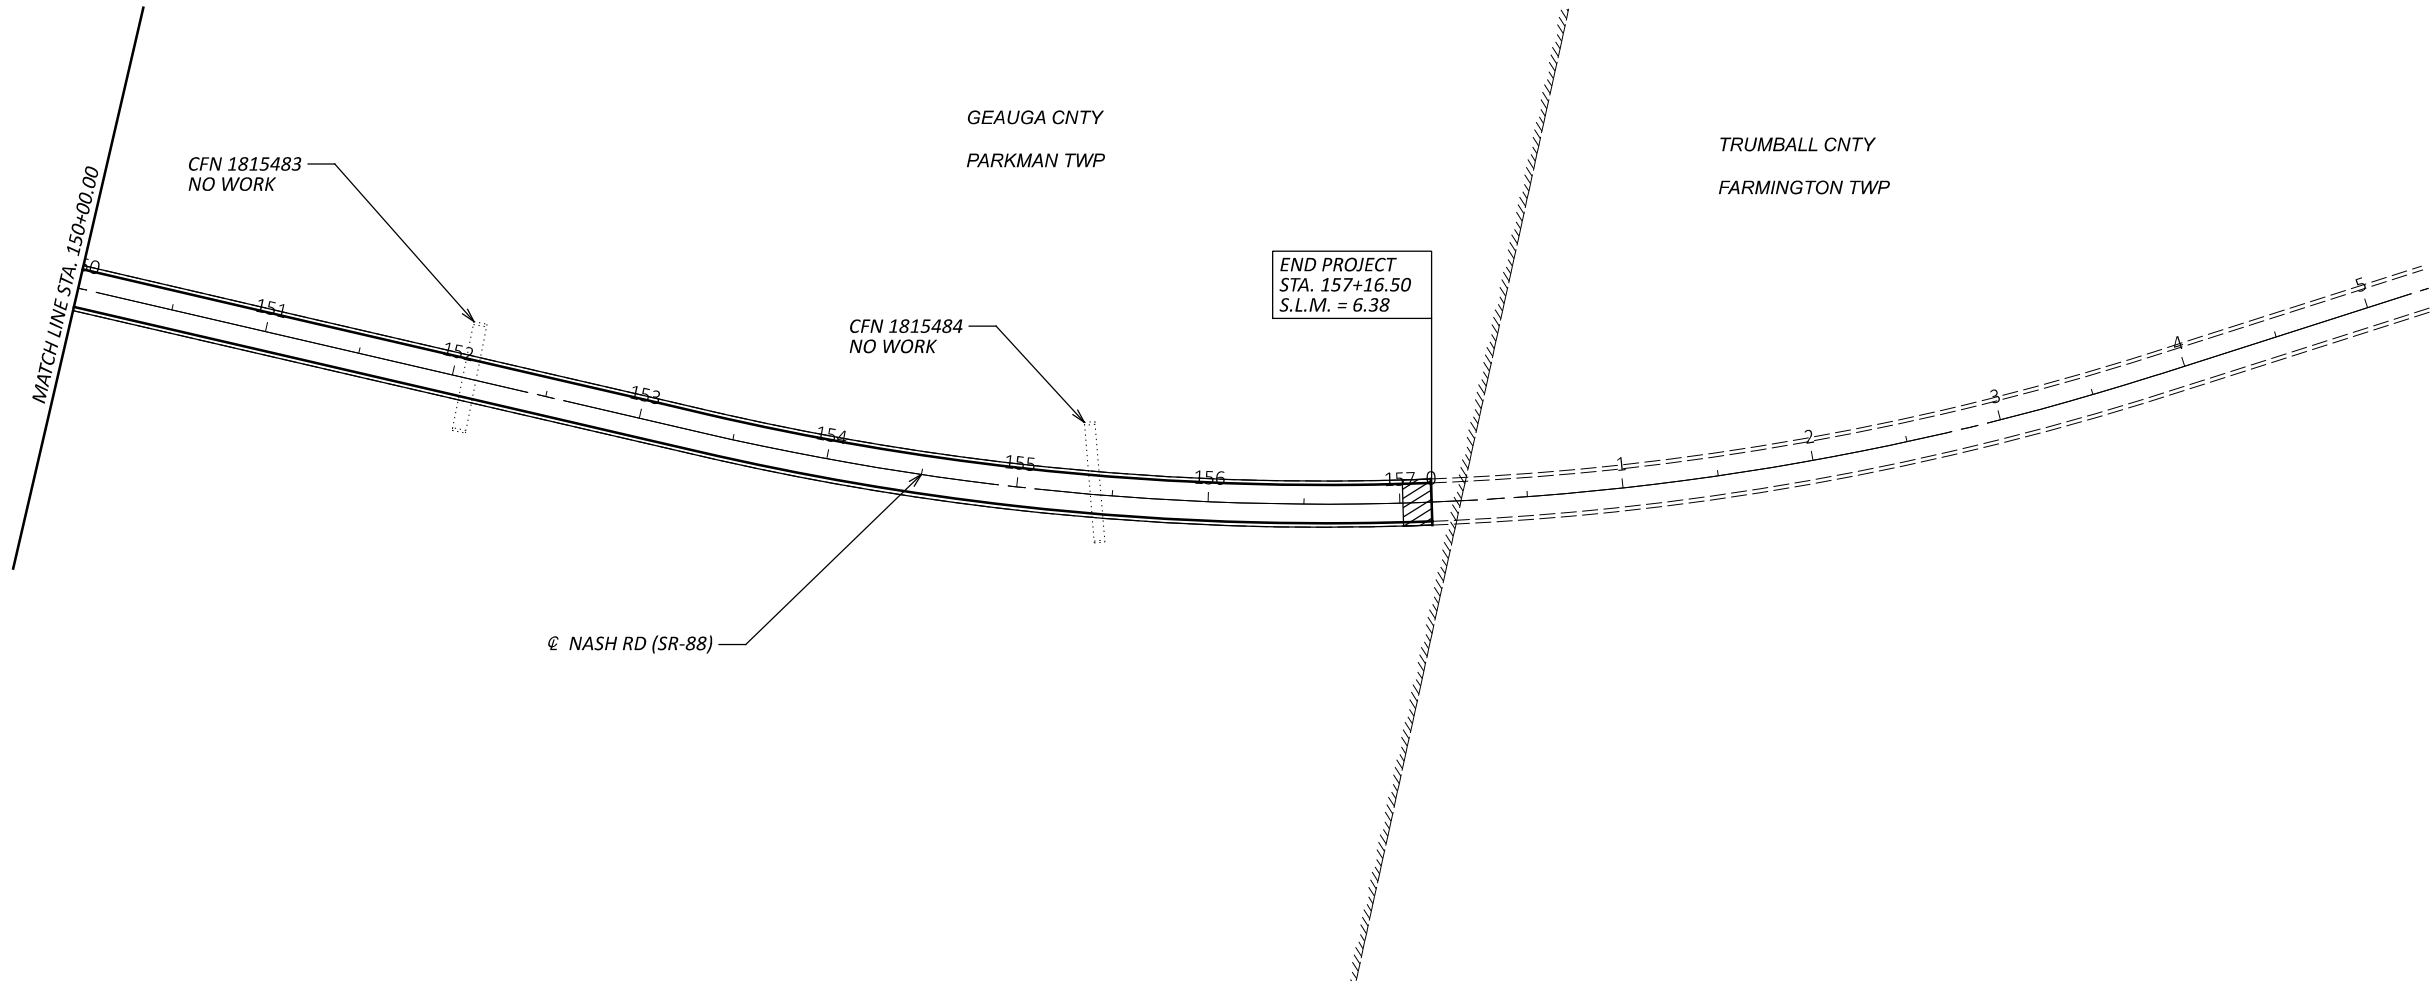 GEAUGA CNTY
PARKMAN TWP
TRUMBALL CNTY
FARMINGTON TWP
CFN 1815483
NO WORK
MATCH LINE STA. 150+00.00
END PROJECT
STA. 157+16.50
S.L.M. = 6.38
CFN 1815484
NO WORK
151
152
153
154
155
156
157
0
1
2
3
4
5
℄ NASH RD (SR-88)